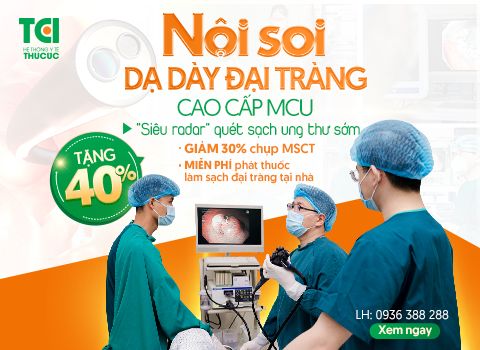 TCI
HỆ THỐNG Y TẾ
THUCUC
Nội soi
DẠ DÀY ĐẠI TRÀNG
CAO CẤP MCU
"Siêu radar" quét sạch ung thư sớm
• GIẢM 30% chụp MSCT
• MIỄN PHÍ phát thuốc
làm sạch đại tràng tại nhà
TẶNG
40%
LH: 0936 388 288
Xem ngay